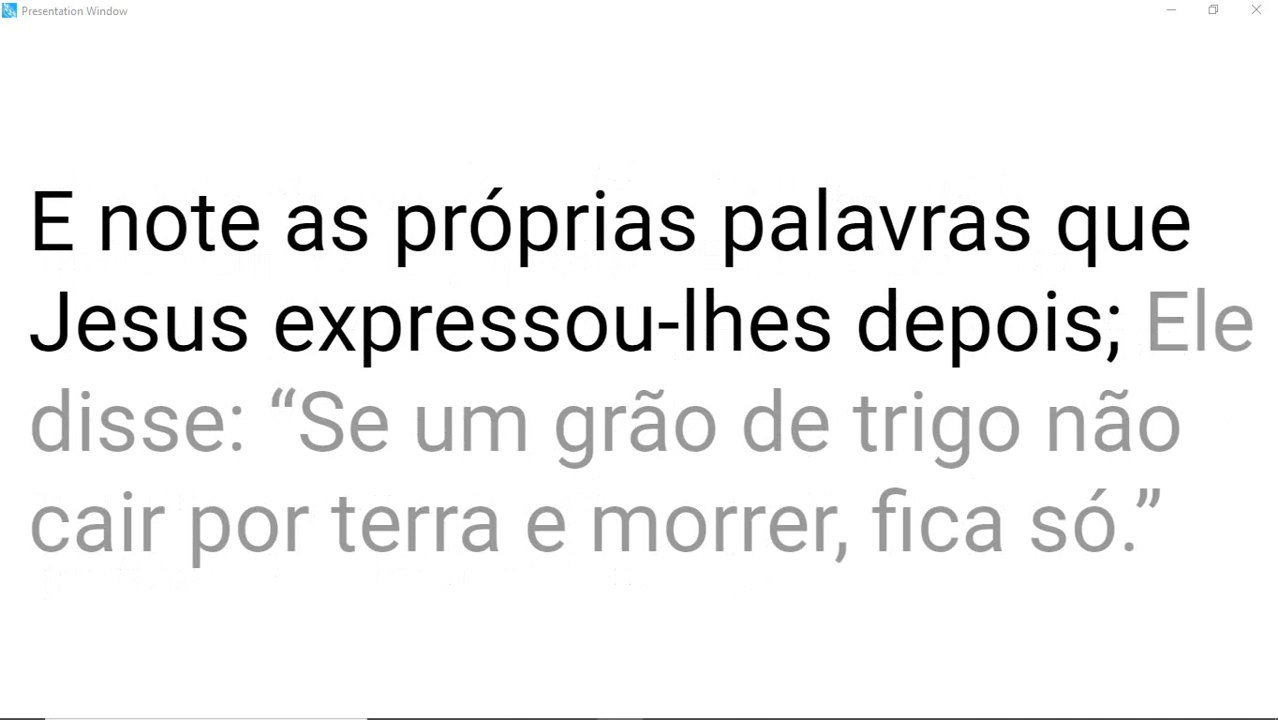 Presentation Window
E note as próprias palavras que
Jesus expressou-lhes depois; Ele
disse: “Se um grão de trigo não
cair por terra e morrer, fica só.”